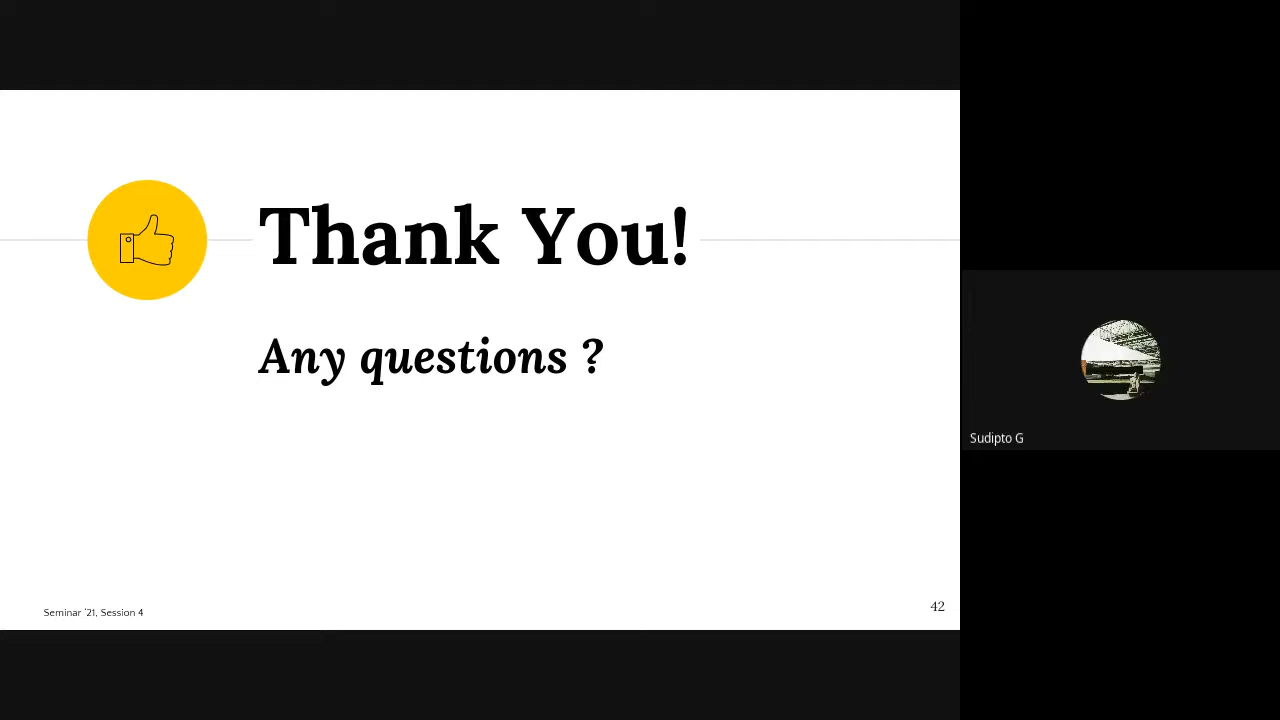 Thank You!
Any questions ?
Seminar '21, Session 4
42
Sudipto G